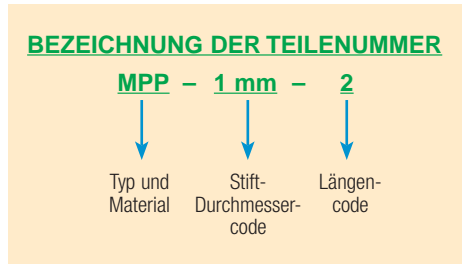 BEZEICHNUNG DER TEILENUMMER
MPP – 1 mm – 2
Typ und Stift- Längen-
Material Durchmesser- code
code